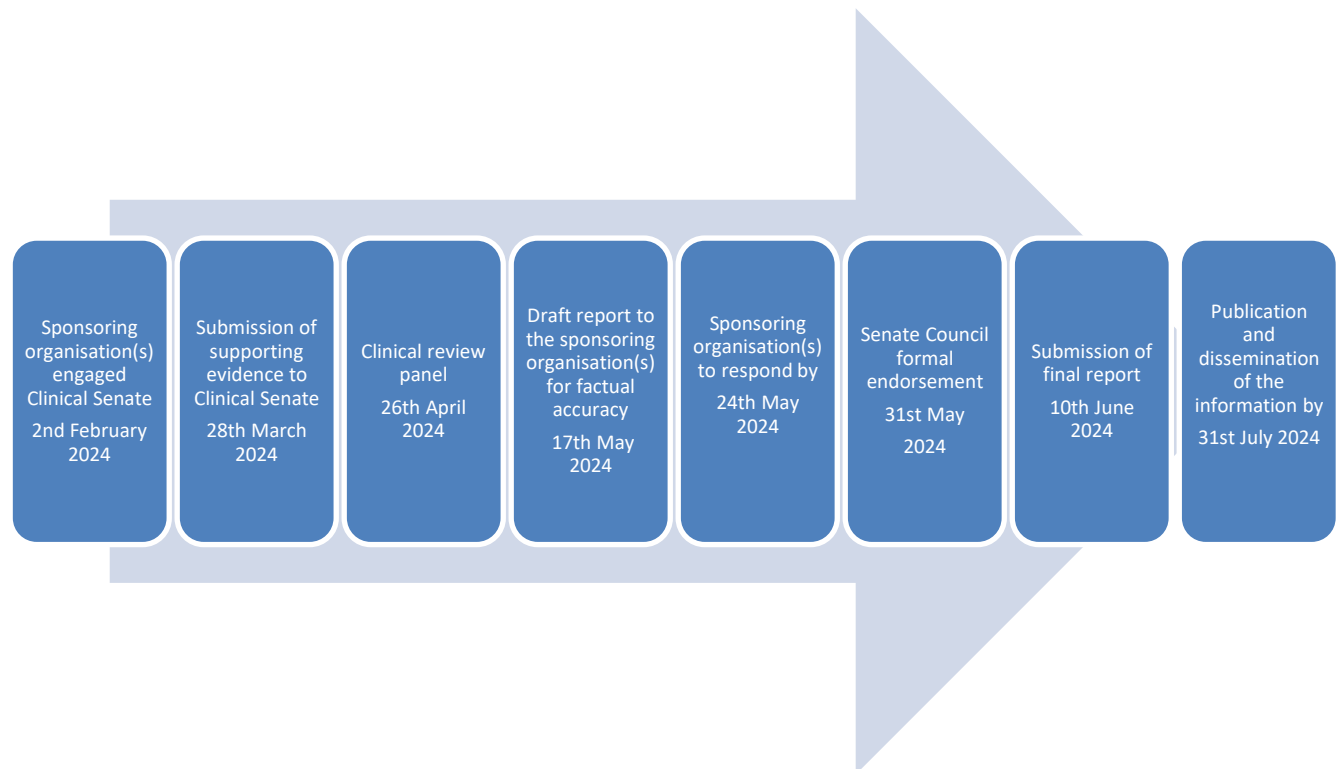 Sponsoring
organisation(s)
engaged
Clinical Senate
2nd February
2024
Submission of
supporting
evidence to
Clinical Senate
28th March
2024
Clinical review
panel
26th April
2024
Draft report to
the sponsoring
organisation(s)
for factual
accuracy
17th May
2024
Sponsoring
organisation(s)
to respond by
24th May
2024
Senate Council
formal
endorsement
31st May
2024
Submission of
final report
10th June
2024
Publication
and
dissemination
of the
information by
31st July 2024